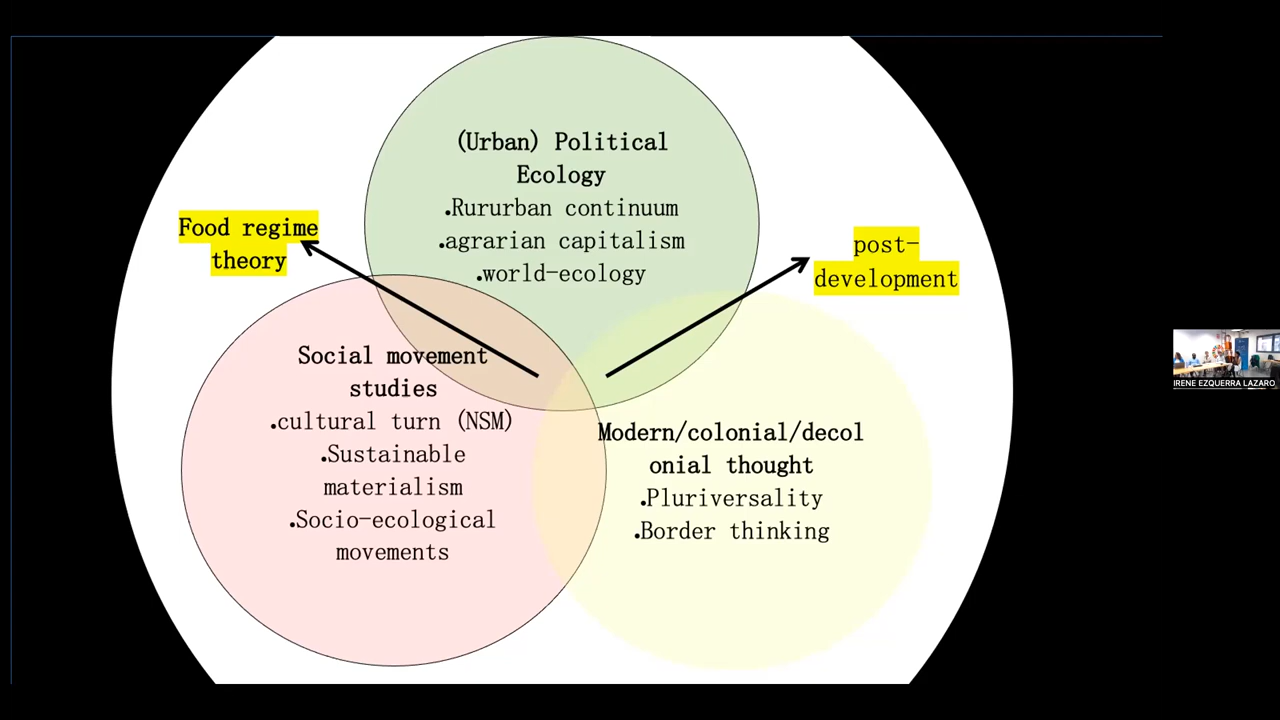 (Urban) Political
Ecology
.Rururban continuum
.agrarian capitalism
.world-ecology
Food regime
theory
post-
development
Social movement
studies
.cultural turn (NSM)
.Sustainable
materialism
.Socio-ecological
movements
Modern/colonial/decol
onial thought
.Pluriversality
.Border thinking
IRENE EZQUERRA LAZARO